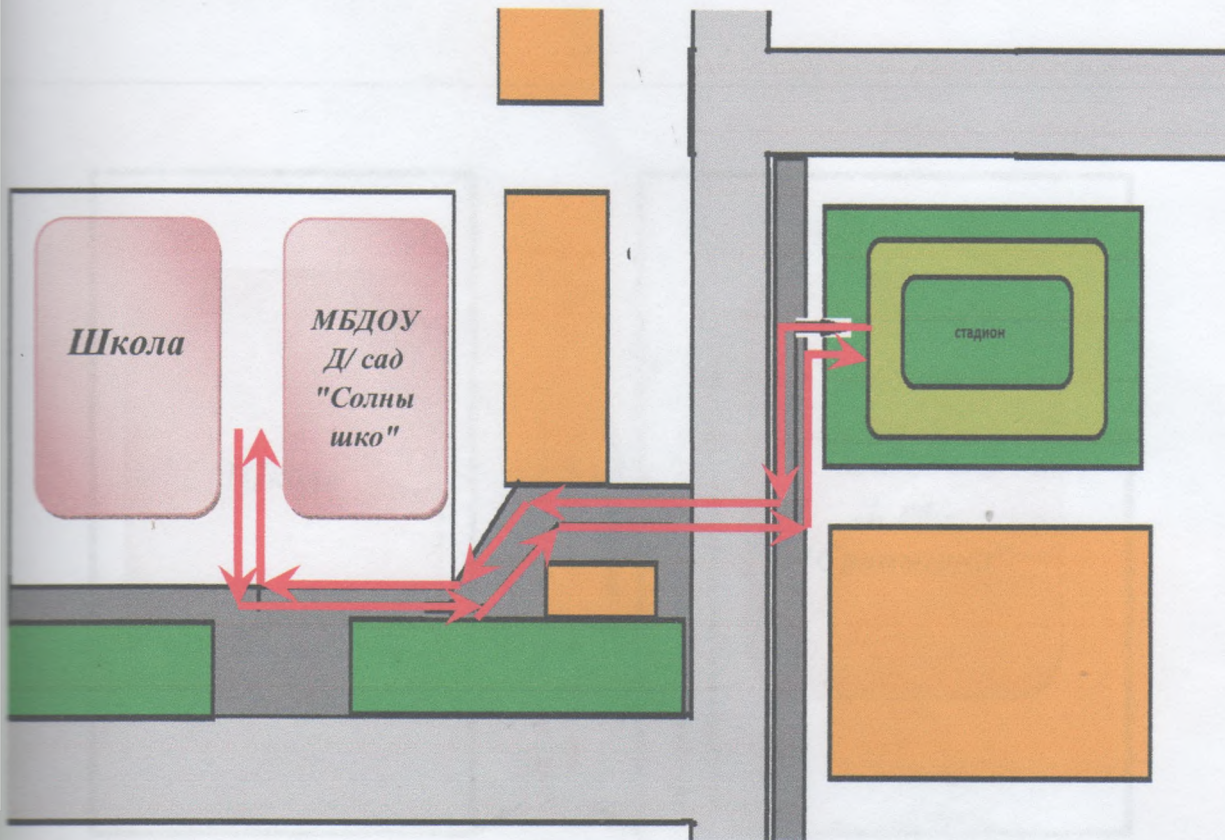 Школа
МБДОУ
Д/ сад
"Солны
шко"
стадион